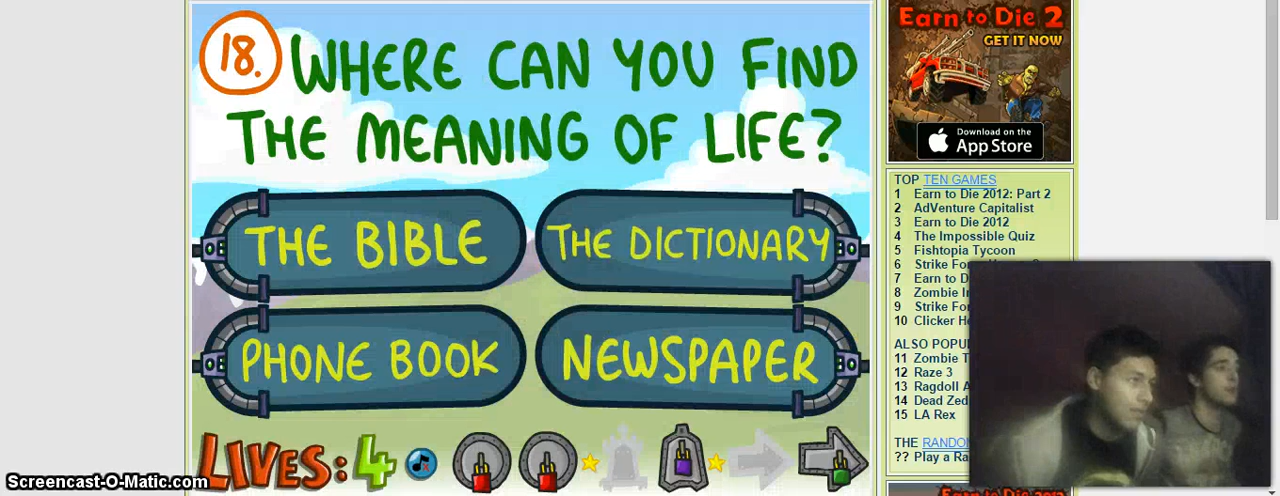 18. WHERE CAN YOU FIND
THE MEANING OF LIFE?
THE BIBLE
THE DICTIONARY
PHONE BOOK
NEWSPAPER
LIVES: 4
Screencast-O-Matic.com
Earn to Die 2
GET IT NOW
Download on the
App Store
TOP TEN GAMES
1 Earn to Die 2012: Part 2
2 AdVenture Capitalist
3 Earn to Die 2012
4 The Impossible Quiz
5 Fishtopia Tycoon
6 Strike
7 Earn to D
8 Zombie
9 Strike
10 Clicker
ALSO
11 Zombie T
12 Raze 3
13 Ragdoll A
14 Dead Zed
15 LA Rex
THE RANDOM
?? Play a Ra